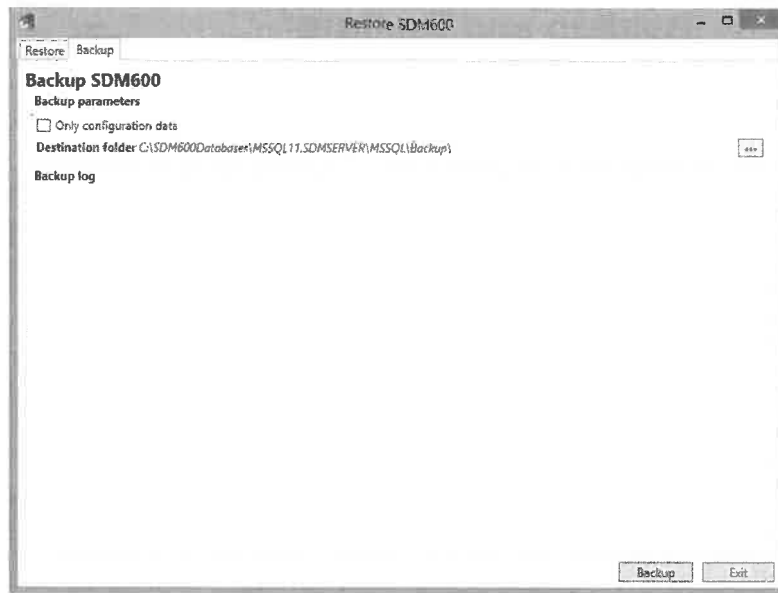 Restore SDM600
Restore Backup
Backup SDM600
Backup parameters
Only configuration data
Destination folder C:\SDM600Databases\MSSQL11.SDMSERVER\MSSQL\Backup\
...
Backup log
Backup Exit